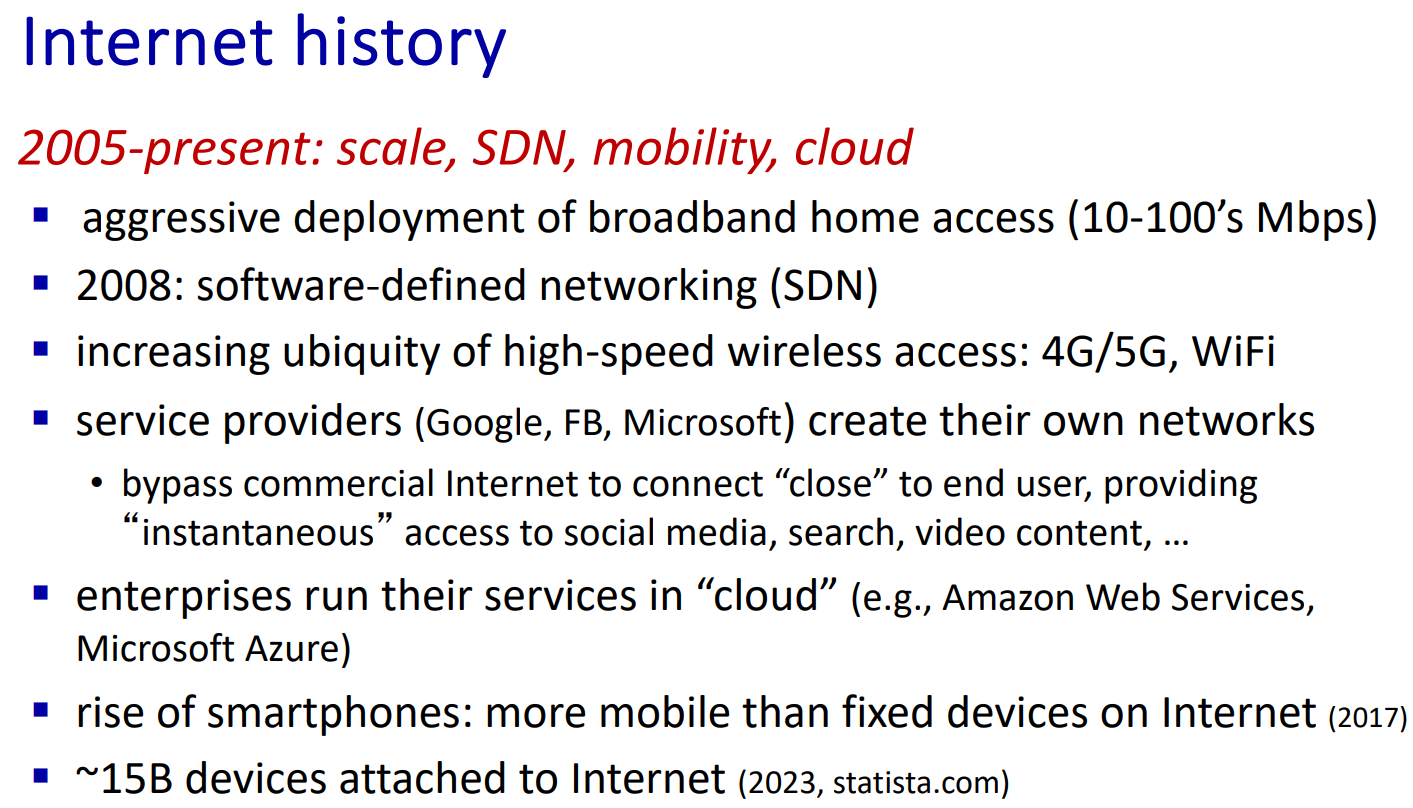 Internet history
2005-present: scale, SDN, mobility, cloud
▪ aggressive deployment of broadband home access (10-100’s Mbps)
▪ 2008: software-defined networking (SDN)
▪ increasing ubiquity of high-speed wireless access: 4G/5G, WiFi
▪ service providers (Google, FB, Microsoft) create their own networks
• bypass commercial Internet to connect “close” to end user, providing
“instantaneous” access to social media, search, video content, …
▪ enterprises run their services in “cloud” (e.g., Amazon Web Services,
Microsoft Azure)
▪ rise of smartphones: more mobile than fixed devices on Internet (2017)
▪ ~15B devices attached to Internet (2023, statista.com)